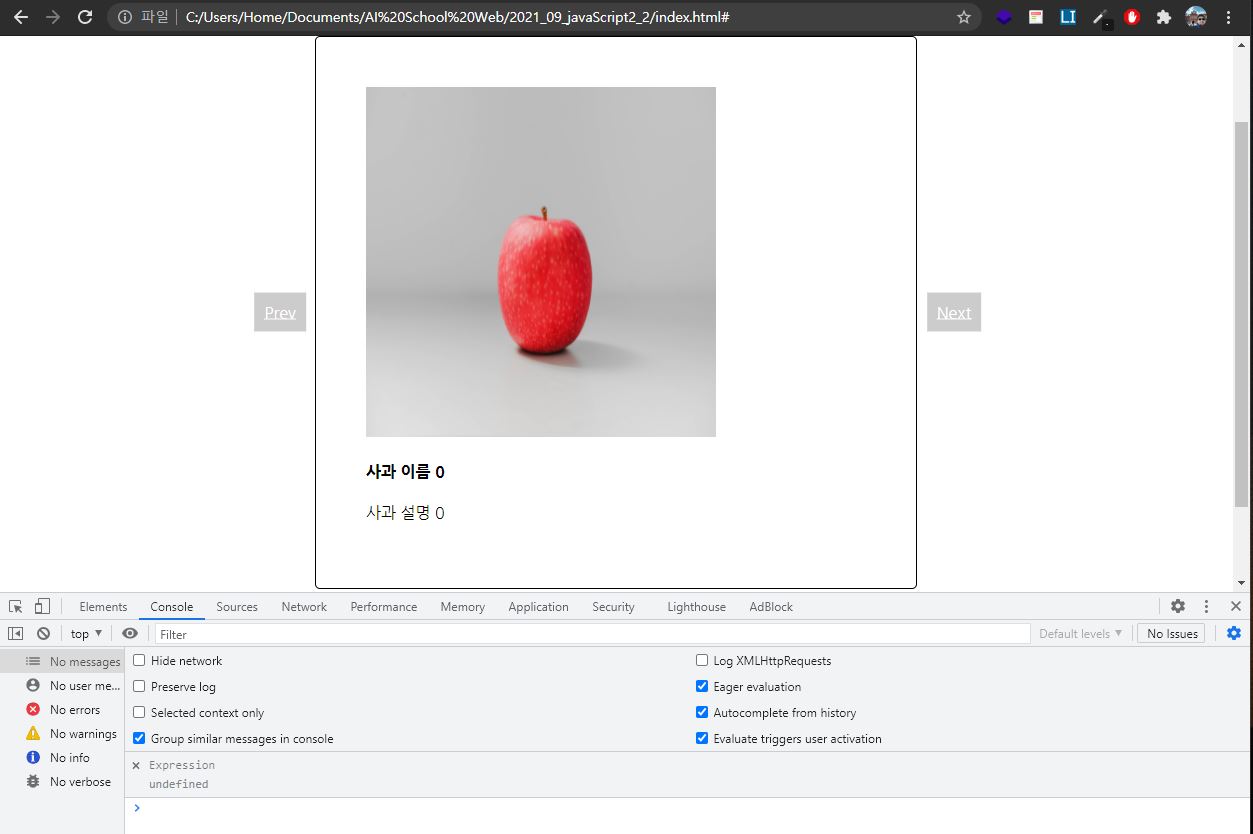 파일 C:/Users/Home/Documents/AI%20School%20Web/2021_09_javaScript2_2/index.html#
LI
Prev
Next
사과 이름 0
사과 설명 0
Elements Console Sources Network Performance Memory Application Security Lighthouse AdBlock
top Filter Default levels No Issues
No messages
No user me...
No errors
No warnings
No info
No verbose
Hide network Log XMLHttpRequests
Preserve log Eager evaluation
Selected context only Autocomplete from history
Group similar messages in console Evaluate triggers user activation
Expression
undefined